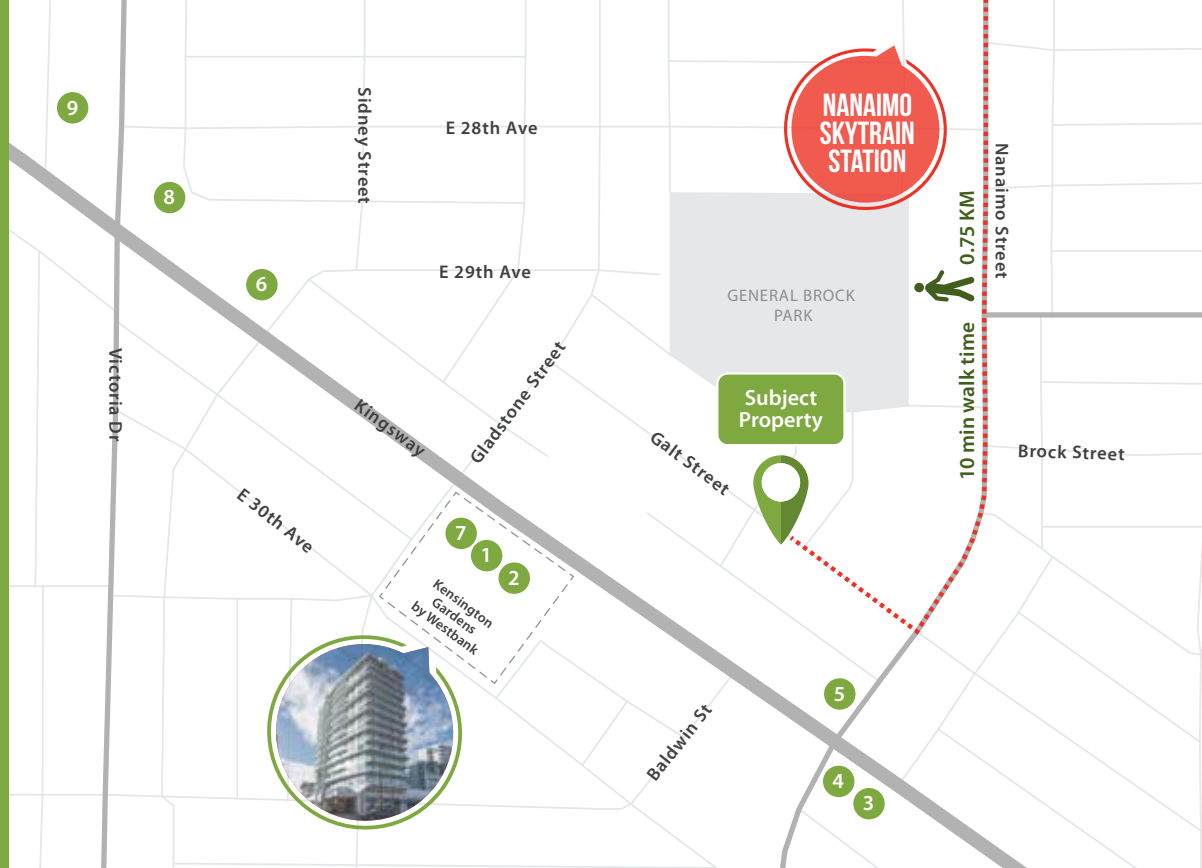 9
8
6
Sidney Street
E 28th Ave
E 29th Ave
NANAIMO
SKYTRAIN
STATION
Nanaimo Street
0.75 KM
10 min walk time
GENERAL BROCK
PARK
Subject
Property
Brock Street
Victoria Dr
Kingsway
Gladstone Street
Galt Street
E 30th Ave
7
1
2
Kensington
Gardens
by Westbank
Baldwin St
5
4
3